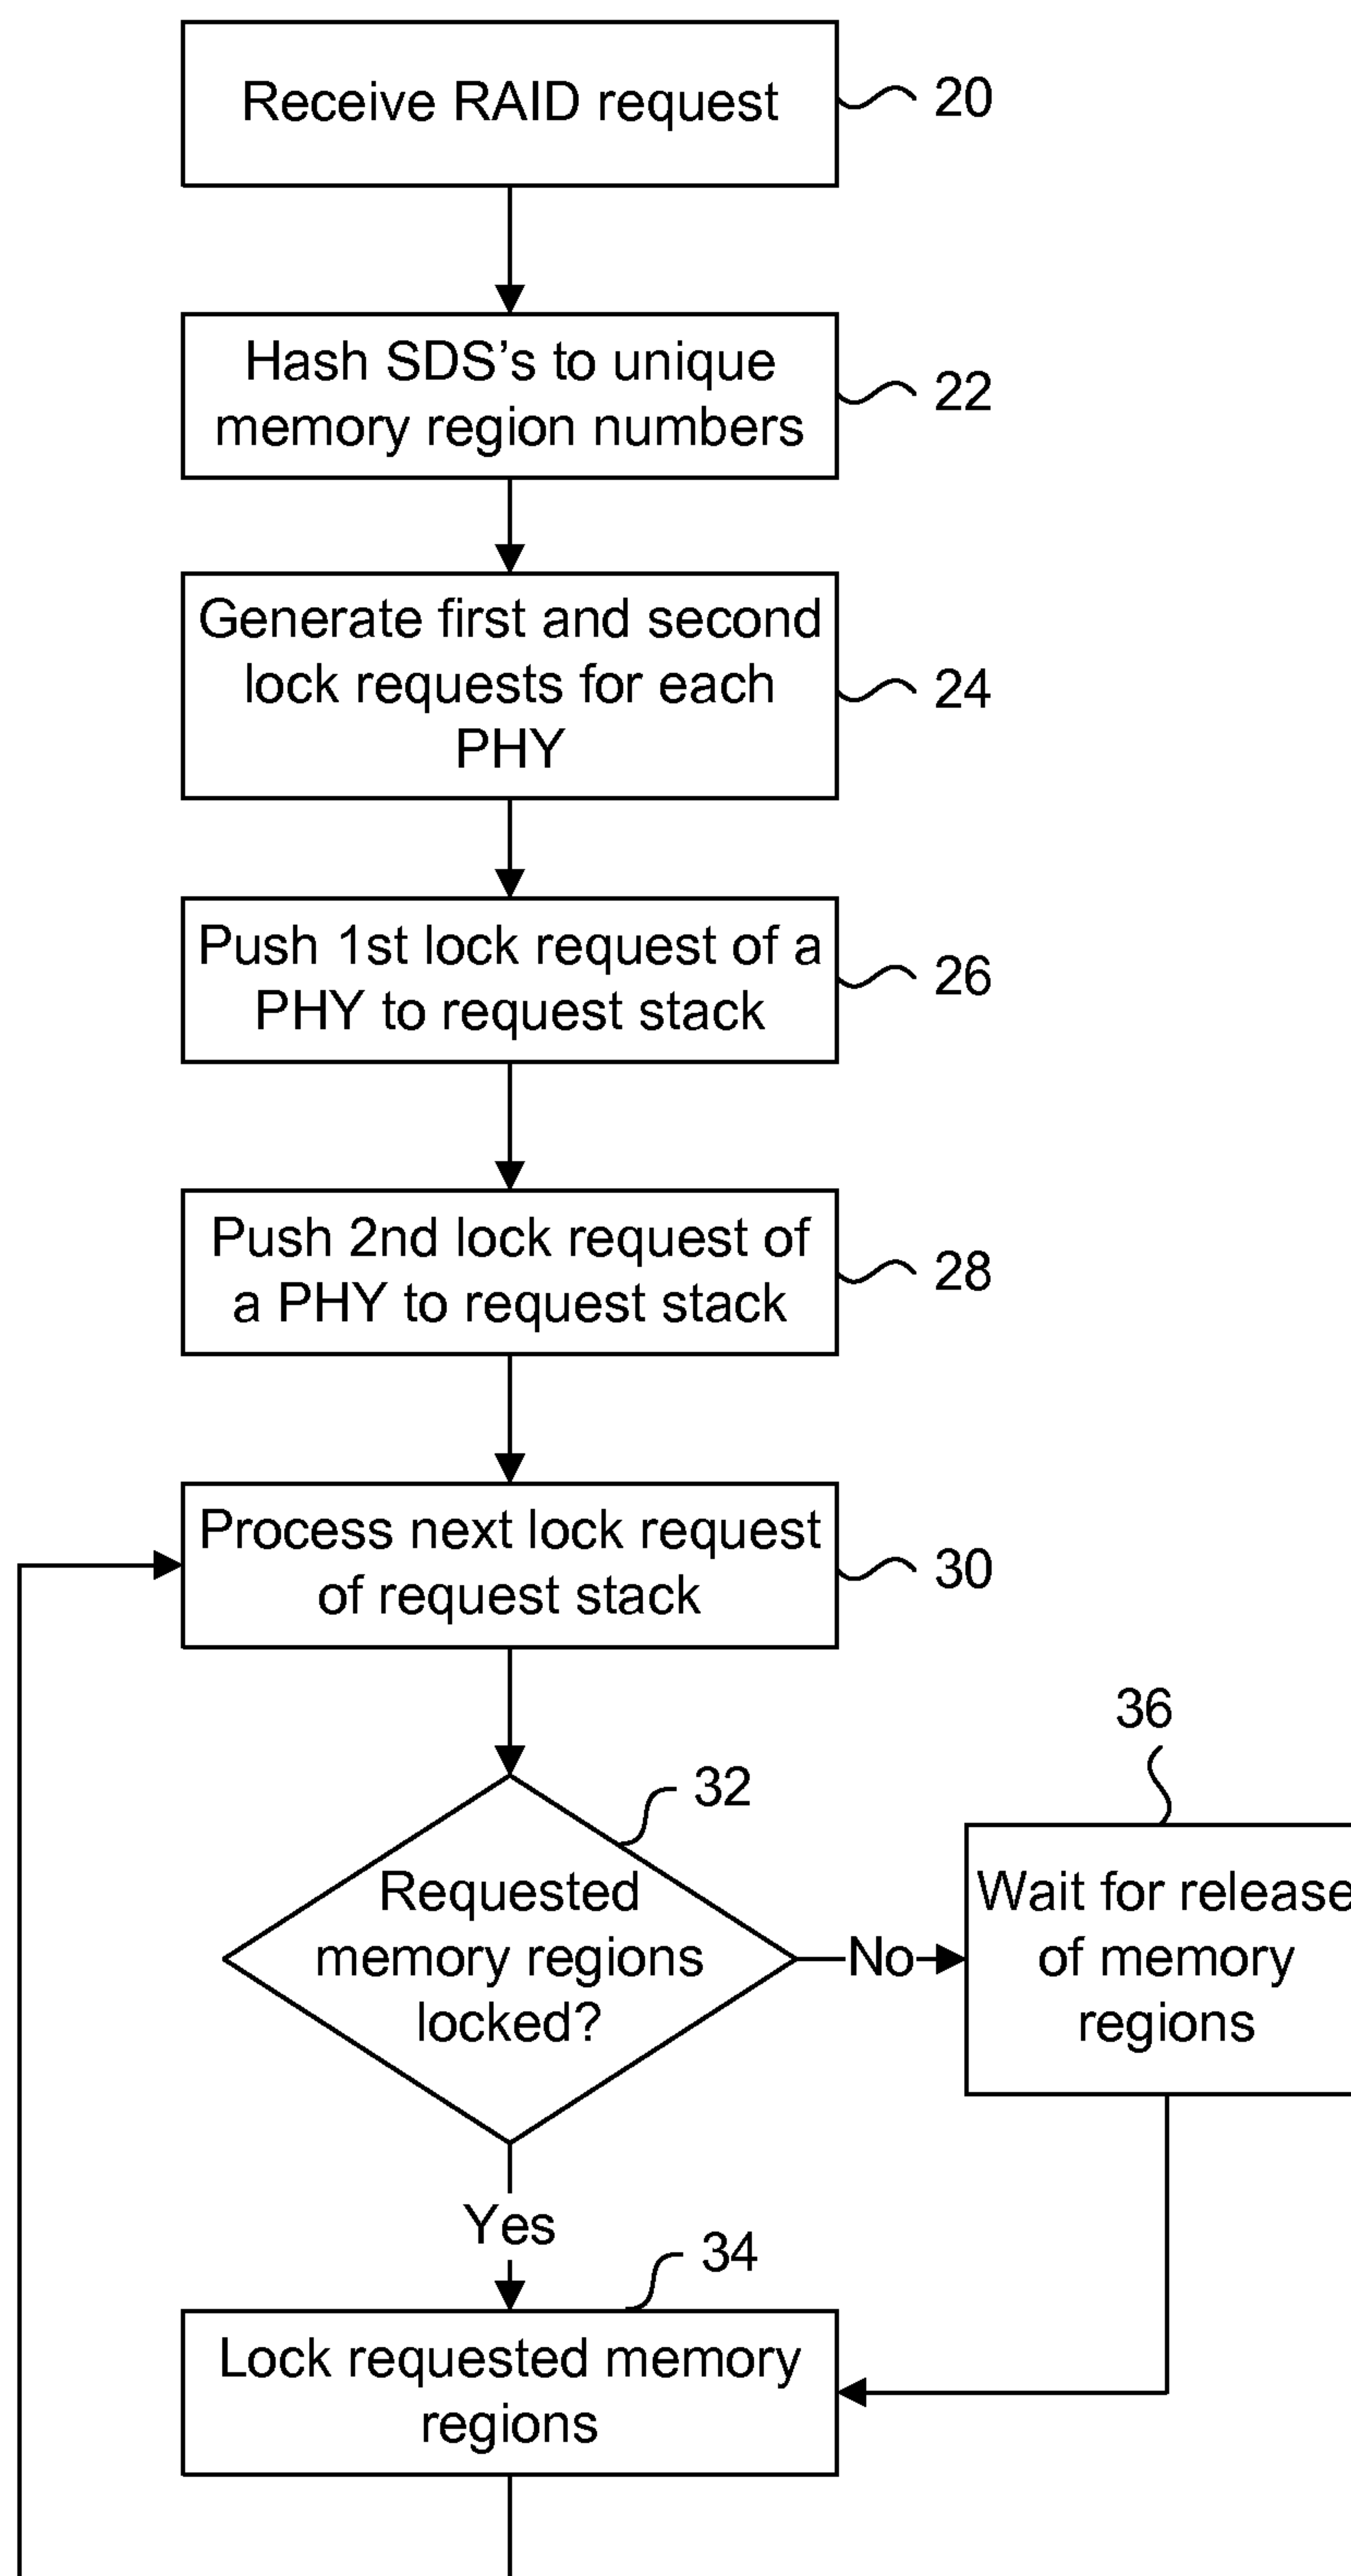 Receive RAID request
20
Hash SDS's to unique
memory region numbers
22
Generate first and second
lock requests for each
PHY
24
Push 1st lock request of a
PHY to request stack
26
Push 2nd lock request of
a PHY to request stack
28
Process next lock request
of request stack
30
32
Requested
memory regions
locked?
No
36
Wait for release
of memory
regions
Yes
34
Lock requested memory
regions